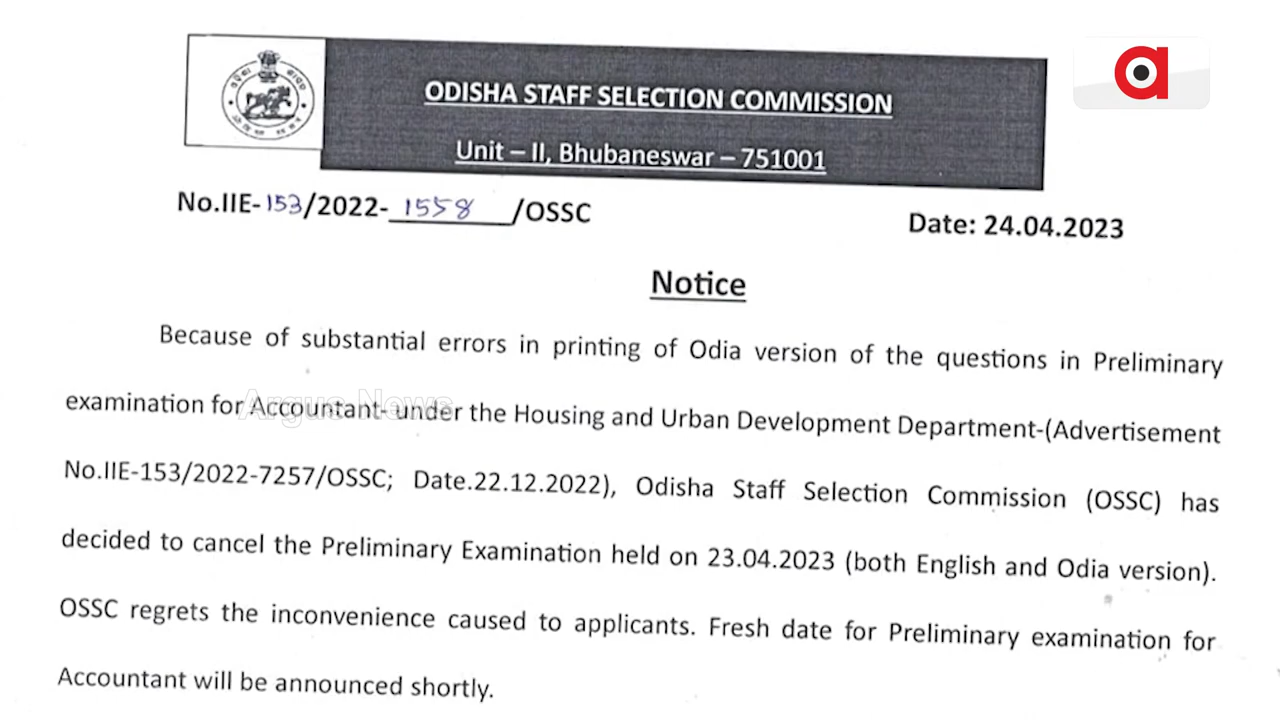 ODISHA STAFF SELECTION COMMISSION
Unit – II, Bhubaneswar – 751001
No.IIE-153/2022-1558/OSSC
Date: 24.04.2023
Notice
Because of substantial errors in printing of Odia version of the questions in Preliminary
examination for Accountant- under the Housing and Urban Development Department-(Advertisement
No.IIE-153/2022-7257/OSSC; Date.22.12.2022), Odisha Staff Selection Commission (OSSC) has
decided to cancel the Preliminary Examination held on 23.04.2023 (both English and Odia version).
OSSC regrets the inconvenience caused to applicants. Fresh date for Preliminary examination for
Accountant will be announced shortly.
Argus News
a